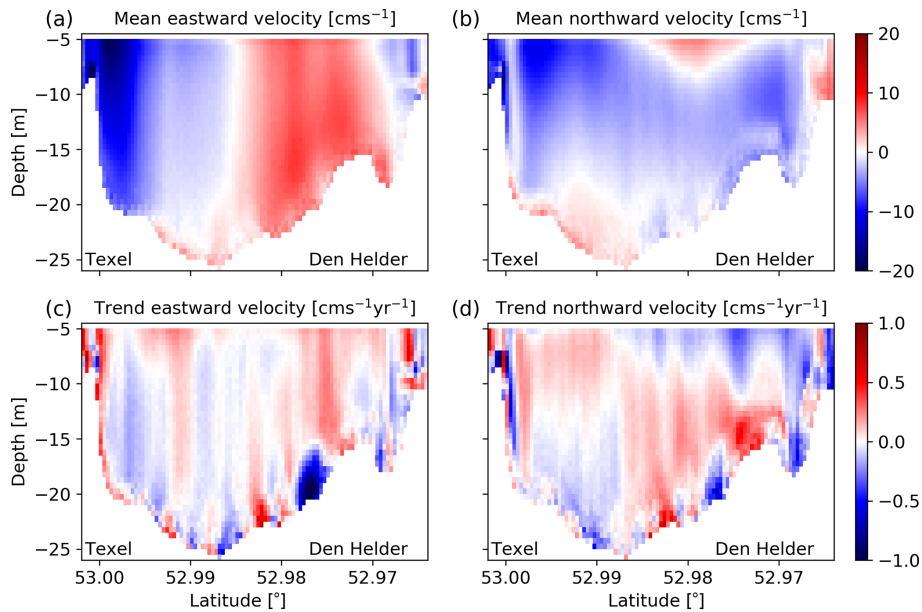 (a) Mean eastward velocity [cms⁻¹]
(b) Mean northward velocity [cms⁻¹]
−5
−10
−15
−20
−25
Depth [m]
Texel
Den Helder
Texel
Den Helder
20
10
0
−10
−20
(c) Trend eastward velocity [cms⁻¹yr⁻¹]
(d) Trend northward velocity [cms⁻¹yr⁻¹]
−5
−10
−15
−20
−25
Depth [m]
Texel
Den Helder
Texel
Den Helder
53.00 52.99 52.98 52.97
Latitude [°]
53.00 52.99 52.98 52.97
Latitude [°]
1.0
0.5
0.0
−0.5
−1.0